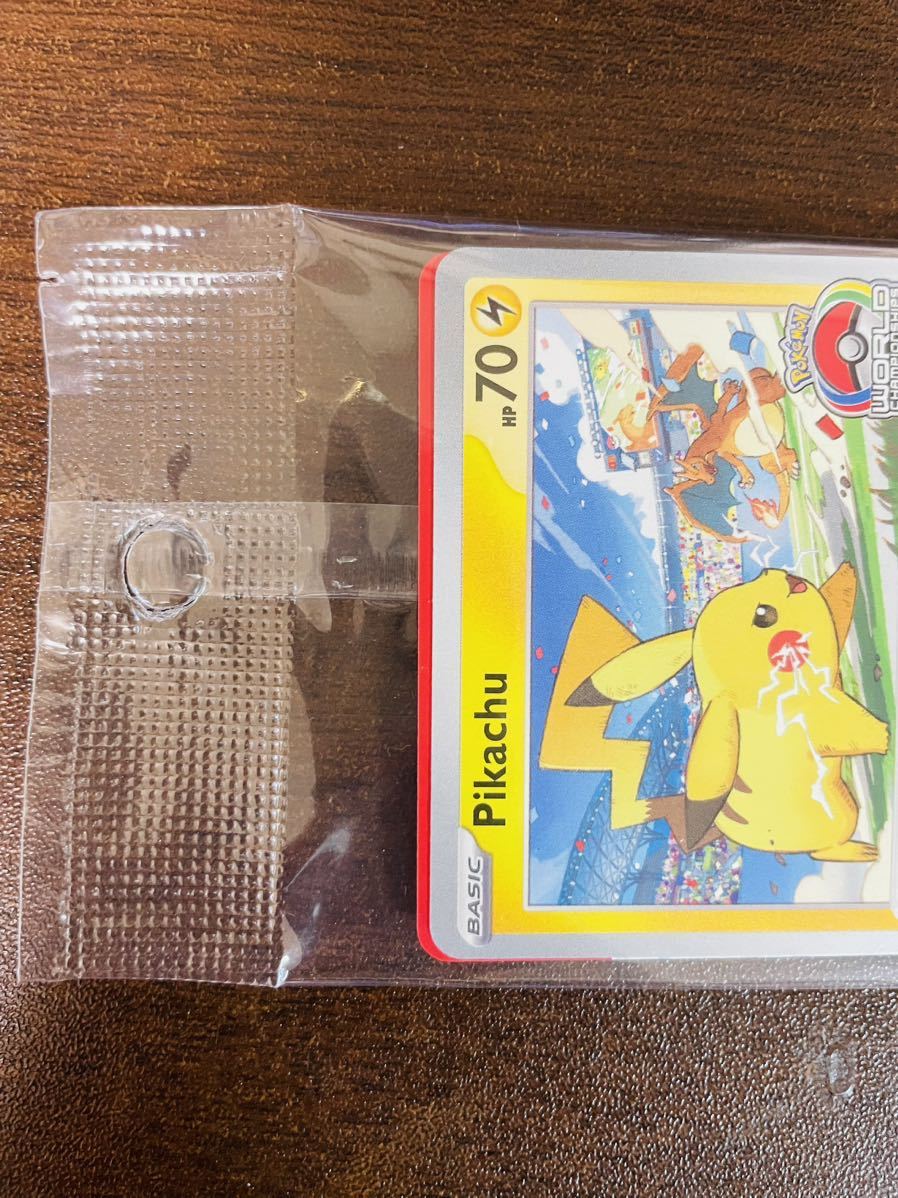 BASIC Pikachu HP 70
Pokémon
WORLD
CHAMPIONSHIPS